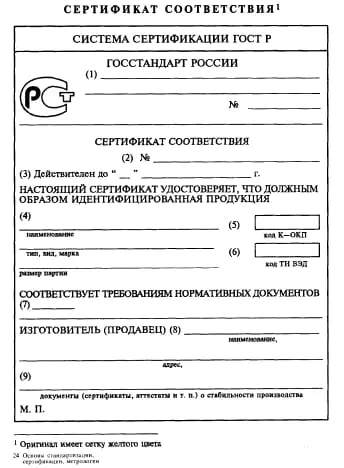 СЕРТИФИКАТ СООТВЕТСТВИЯ¹
СИСТЕМА СЕРТИФИКАЦИИ ГОСТ Р
ГОССТАНДАРТ РОССИИ
(1)
РСТ
№
СЕРТИФИКАТ СООТВЕТСТВИЯ
(2) №
(3) Действителен до "__" ________ г.
НАСТОЯЩИЙ СЕРТИФИКАТ УДОСТОВЕРЯЕТ, ЧТО ДОЛЖНЫМ
ОБРАЗОМ ИДЕНТИФИЦИРОВАННАЯ ПРОДУКЦИЯ
(4) (5)
наименование код К—ОКП
тип, вид, марка (6)
размер партии код ТН ВЭД
СООТВЕТСТВУЕТ ТРЕБОВАНИЯМ НОРМАТИВНЫХ ДОКУМЕНТОВ
(7)
ИЗГОТОВИТЕЛЬ (ПРОДАВЕЦ) (8)
наименование,
адрес,
(9)
документы (сертификаты, аттестаты и т. п.) о стабильности производства
М. П.
¹ Оригинал имеет сетку желтого цвета
24 Основы стандартизации,
сертификации, метрологии